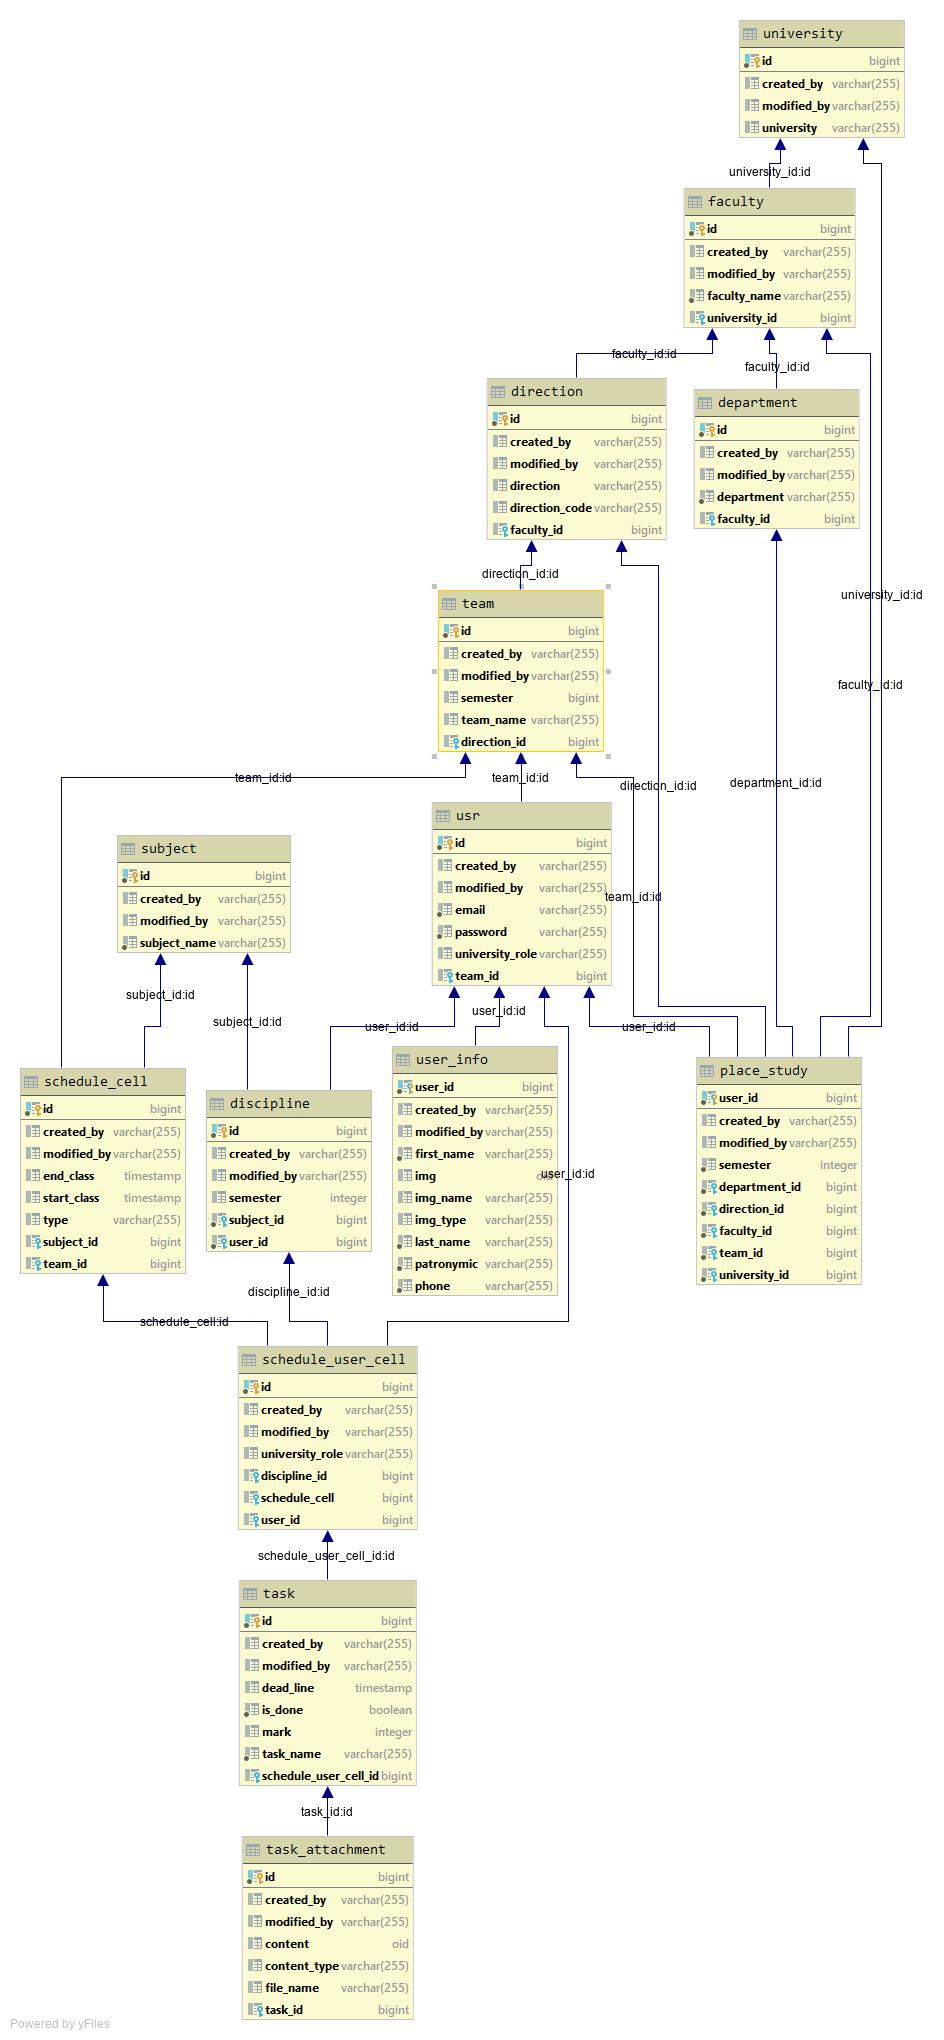 university
id bigint
created_by varchar(255)
modified_by varchar(255)
university varchar(255)
university_id:id
faculty
id bigint
created_by varchar(255)
modified_by varchar(255)
faculty_name varchar(255)
university_id bigint
faculty_id:id
faculty_id:id
direction
id bigint
created_by varchar(255)
modified_by varchar(255)
direction varchar(255)
direction_code varchar(255)
faculty_id bigint
department
id bigint
created_by varchar(255)
modified_by varchar(255)
department varchar(255)
faculty_id bigint
direction_id:id
university_id:id
team
id bigint
created_by varchar(255)
modified_by varchar(255)
semester bigint
team_name varchar(255)
direction_id bigint
faculty_id:id
team_id:id
team_id:id
direction_id:id
department_id:id
usr
id bigint
created_by varchar(255)
modified_by varchar(255)
email varchar(255)
password varchar(255)
university_role varchar(255)
team_id bigint
team_id:id
subject
id bigint
created_by varchar(255)
modified_by varchar(255)
subject_name varchar(255)
subject_id:id
subject_id:id
user_id:id
user_id:id
user_id:id
schedule_cell
id bigint
created_by varchar(255)
modified_by varchar(255)
end_class timestamp
start_class timestamp
type varchar(255)
subject_id bigint
team_id bigint
discipline
id bigint
created_by varchar(255)
modified_by varchar(255)
semester integer
subject_id bigint
user_id bigint
user_info
user_id bigint
created_by varchar(255)
modified_by varchar(255)
first_name varchar(255)
img
img_name varchar(255)
img_type varchar(255)
last_name varchar(255)
patronymic varchar(255)
phone varchar(255)
user_id:id
place_study
user_id bigint
created_by varchar(255)
modified_by varchar(255)
semester integer
department_id bigint
direction_id bigint
faculty_id bigint
team_id bigint
university_id bigint
schedule_cell:id
discipline_id:id
schedule_user_cell
id bigint
created_by varchar(255)
modified_by varchar(255)
university_role varchar(255)
discipline_id bigint
schedule_cell bigint
user_id bigint
schedule_user_cell_id:id
task
id bigint
created_by varchar(255)
modified_by varchar(255)
dead_line timestamp
is_done boolean
mark integer
task_name varchar(255)
schedule_user_cell_id bigint
task_id:id
task_attachment
id bigint
created_by varchar(255)
modified_by varchar(255)
content oid
content_type varchar(255)
file_name varchar(255)
task_id bigint
Powered by yFiles